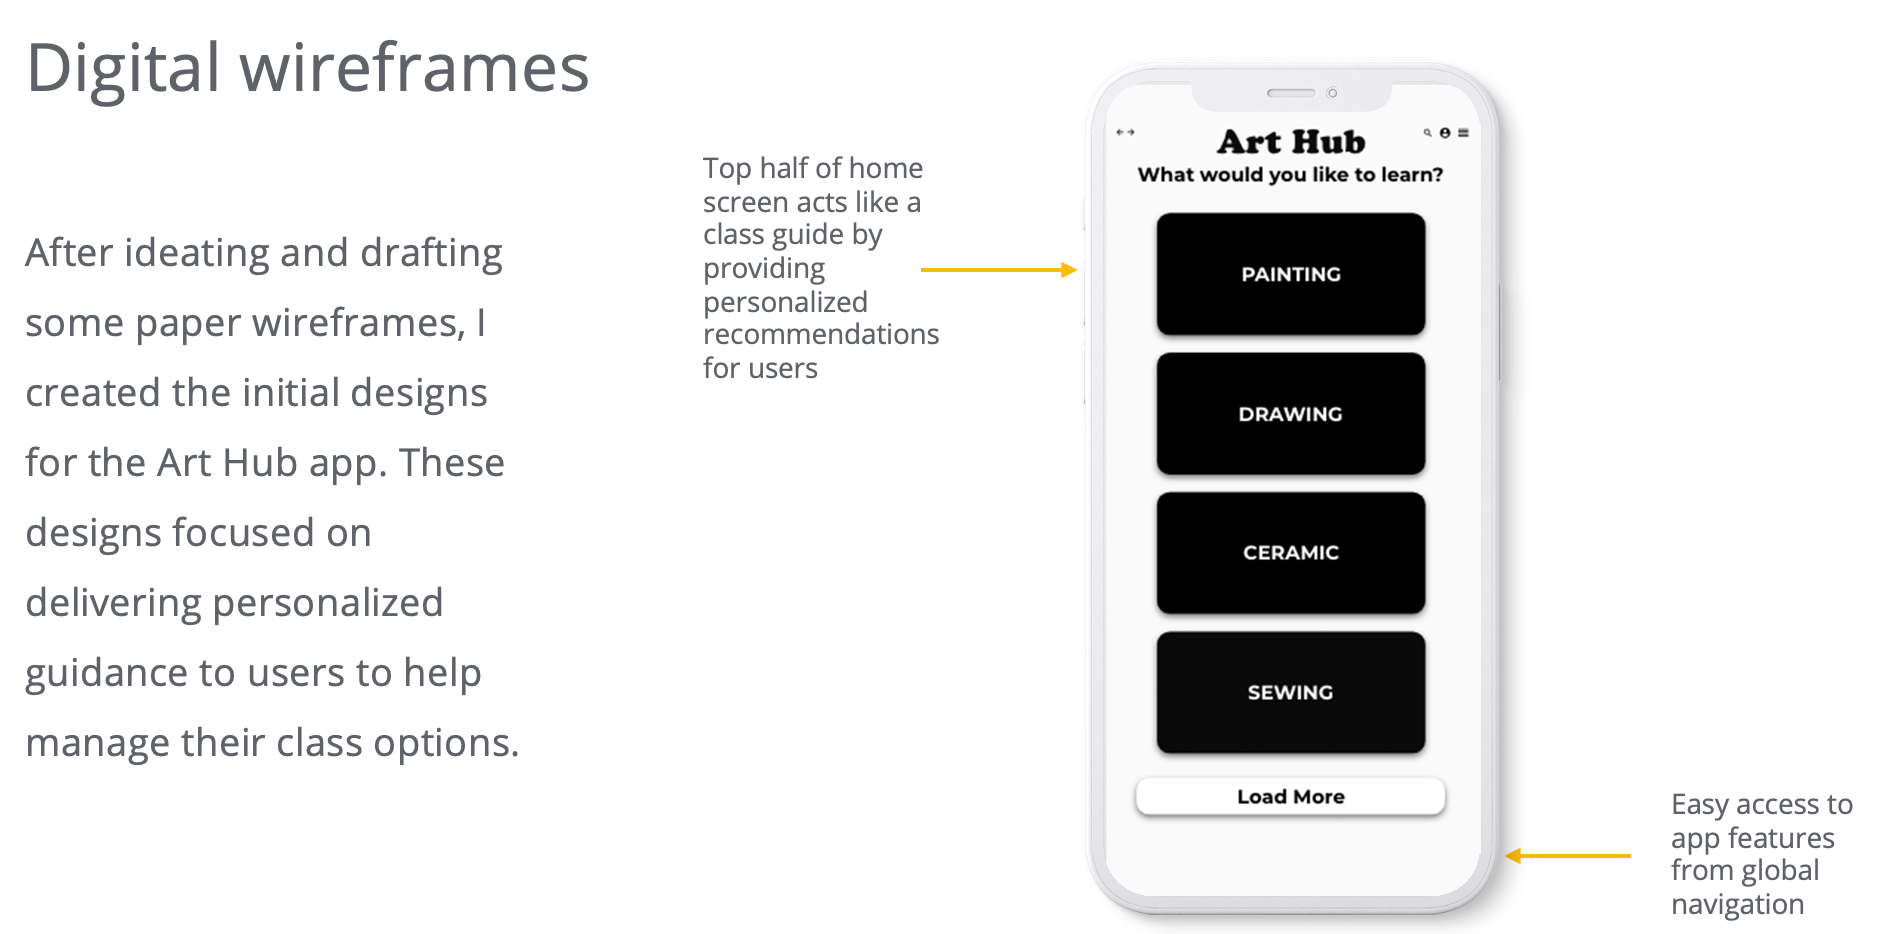 Digital wireframes
After ideating and drafting
some paper wireframes, I
created the initial designs
for the Art Hub app. These
designs focused on
delivering personalized
guidance to users to help
manage their class options.
Top half of home
screen acts like a
class guide by
providing
personalized
recommendations
for users
Art Hub
What would you like to learn?
PAINTING
DRAWING
CERAMIC
SEWING
Load More
Easy access to
app features
from global
navigation